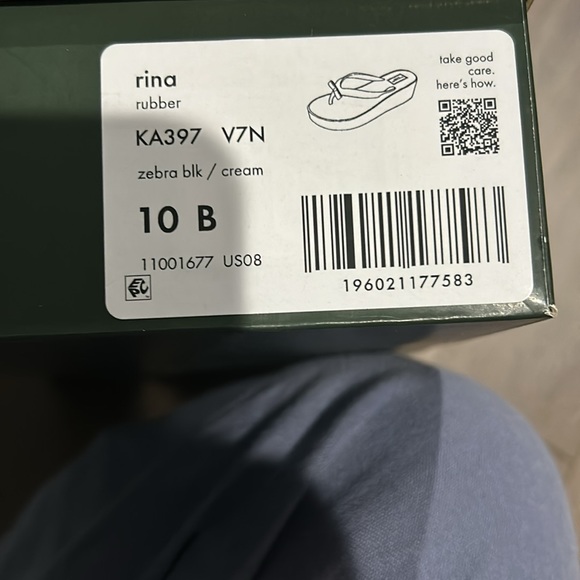 rina
rubber
KA397 V7N
zebra blk / cream
10 B
11001677 US08
take good
care.
here's how.
196021177583